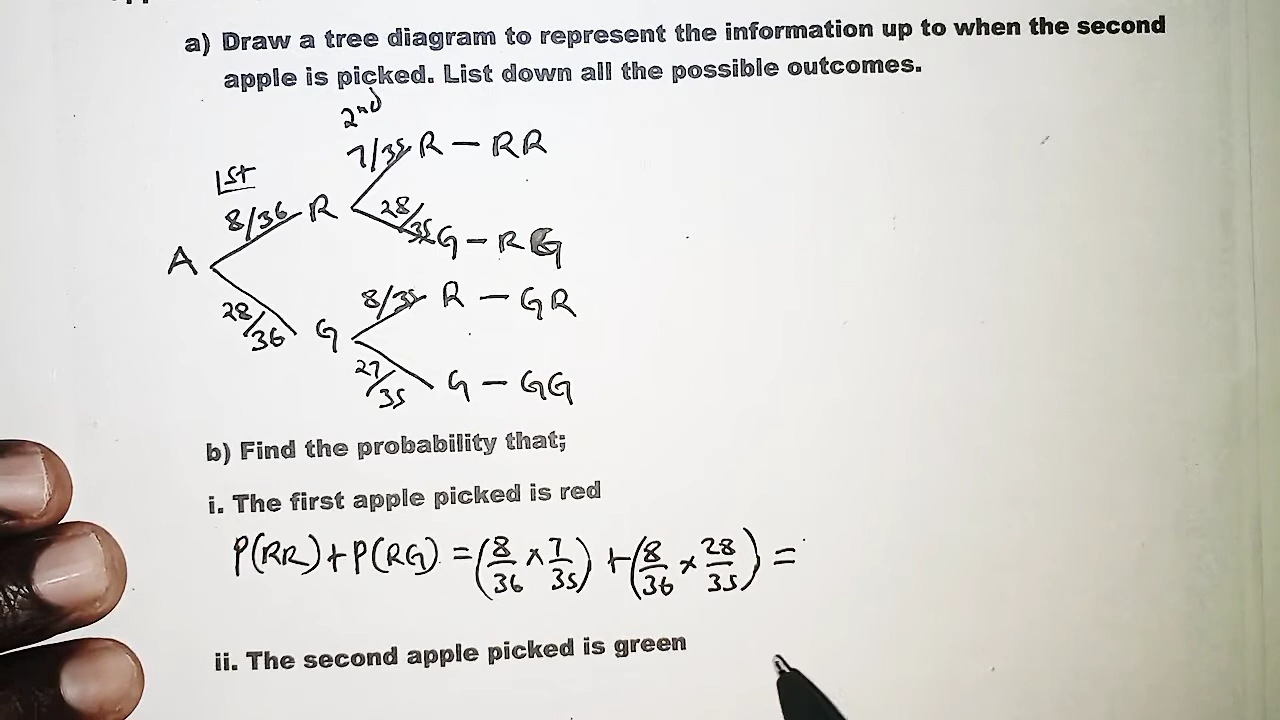 a) Draw a tree diagram to represent the information up to when the second
apple is picked. List down all the possible outcomes.
2nd
7/35 R – RR
1st
8/36 R
28/35 G – RG
A
8/35 R – GR
28/36 G
27/35 G – GG
b) Find the probability that;
i. The first apple picked is red
P(RR) + P(RG) = (8/36 × 7/35) + (8/36 × 28/35) =
ii. The second apple picked is green